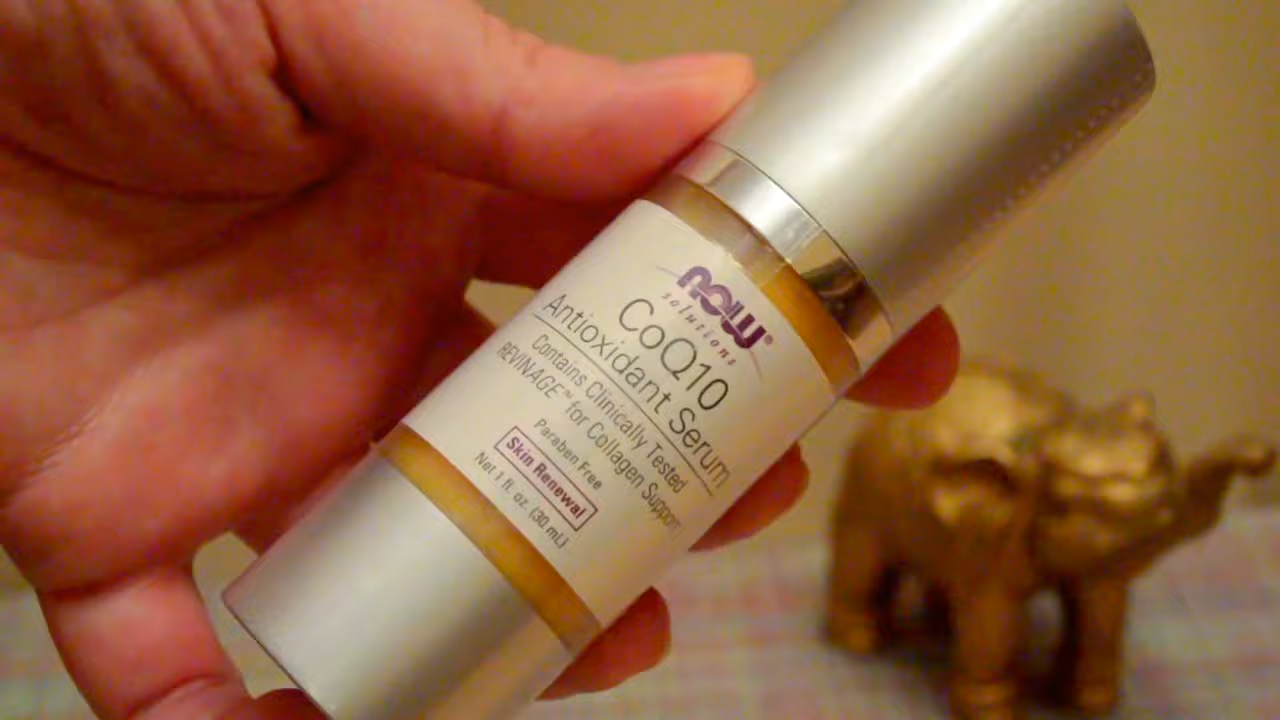 now®
solutions
CoQ10
Antioxidant Serum
Contains Clinically Tested
REVINAGE™ for Collagen Support
Paraben Free
Skin Renewal
Net 1 fl. oz. (30 mL)